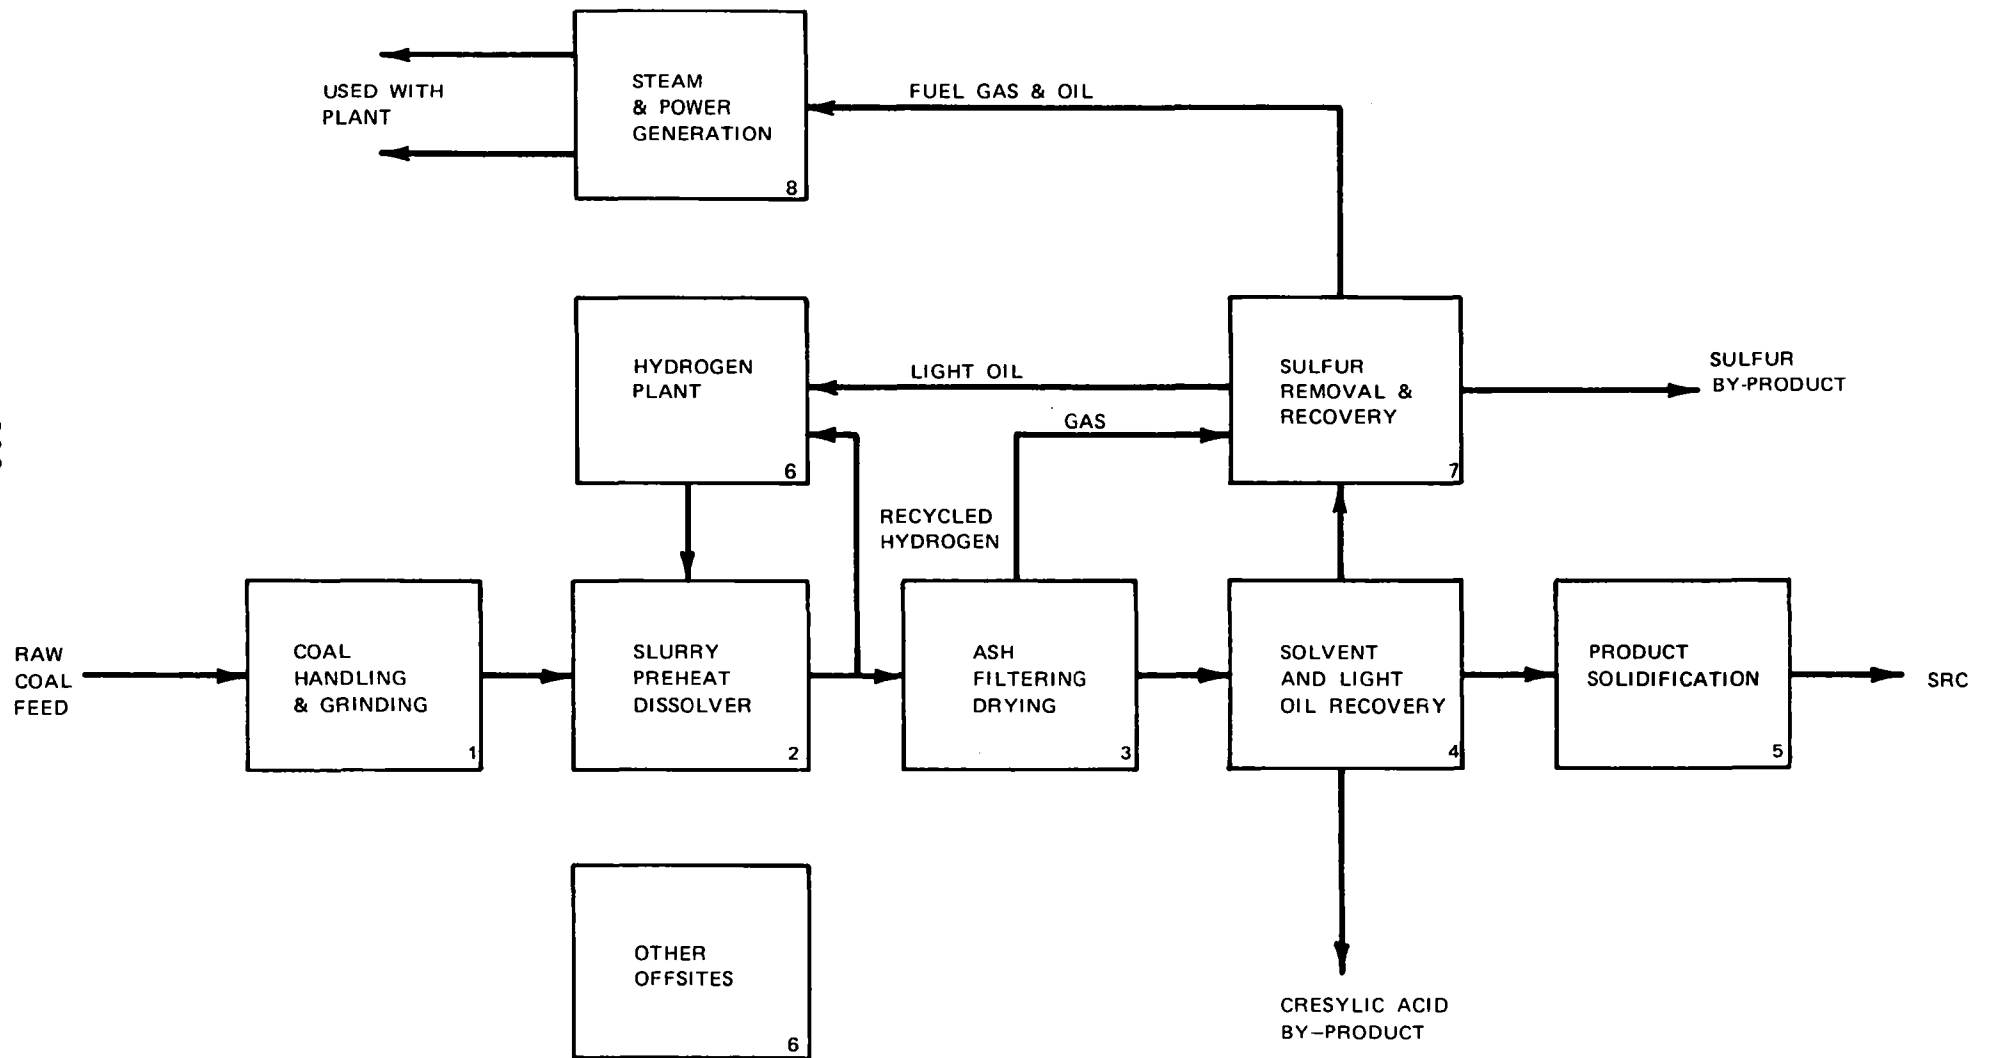 USED WITH
PLANT
STEAM
& POWER
GENERATION
8
FUEL GAS & OIL
HYDROGEN
PLANT
6
LIGHT OIL
GAS
RECYCLED
HYDROGEN
SULFUR
REMOVAL &
RECOVERY
7
SULFUR
BY-PRODUCT
RAW
COAL
FEED
COAL
HANDLING
& GRINDING
1
SLURRY
PREHEAT
DISSOLVER
2
ASH
FILTERING
DRYING
3
SOLVENT
AND LIGHT
OIL RECOVERY
4
PRODUCT
SOLIDIFICATION
5
SRC
OTHER
OFFSITES
6
CRESYLIC ACID
BY-PRODUCT